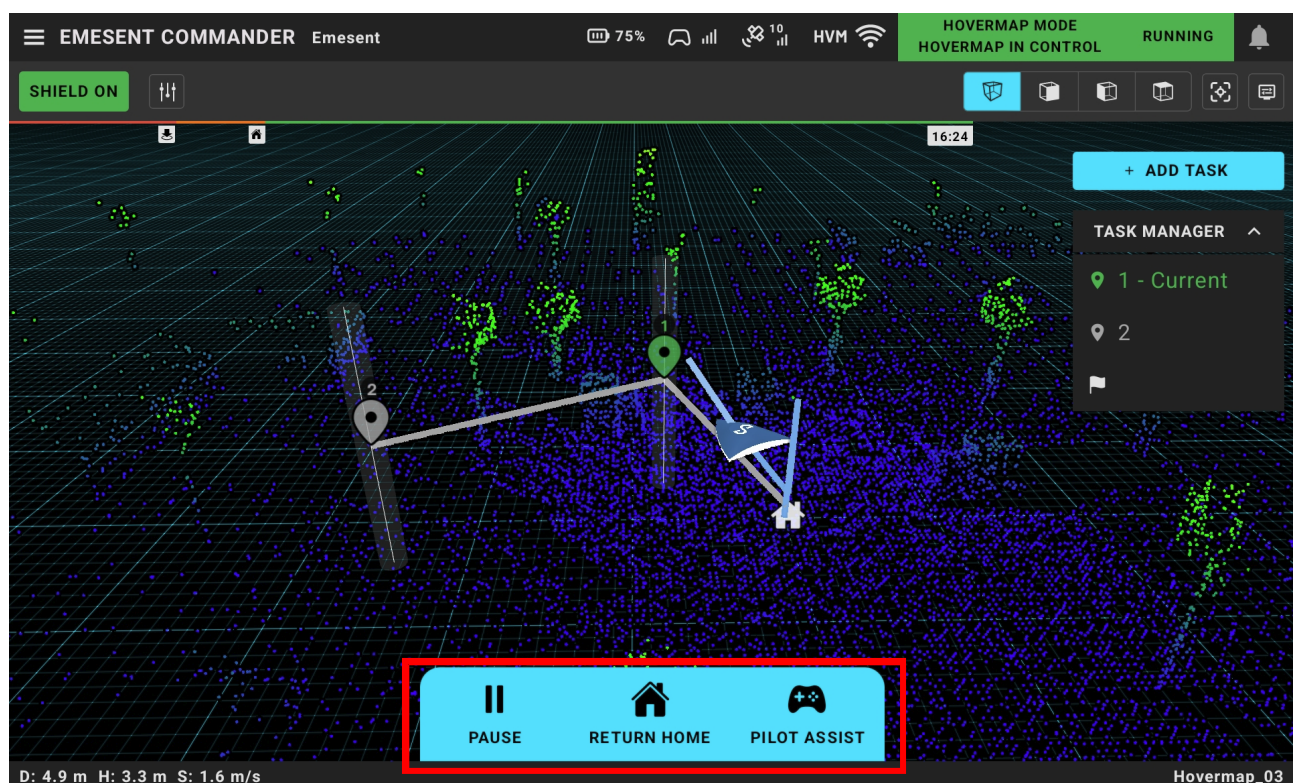 EMESENT COMMANDER Emesent 75% 10 HVM
HOVERMAP MODE
HOVERMAP IN CONTROL
RUNNING
SHIELD ON
16:24
+ ADD TASK
TASK MANAGER
1 - Current
2
1
2
PAUSE RETURN HOME PILOT ASSIST
D: 4.9 m H: 3.3 m S: 1.6 m/s
Hovermap_03